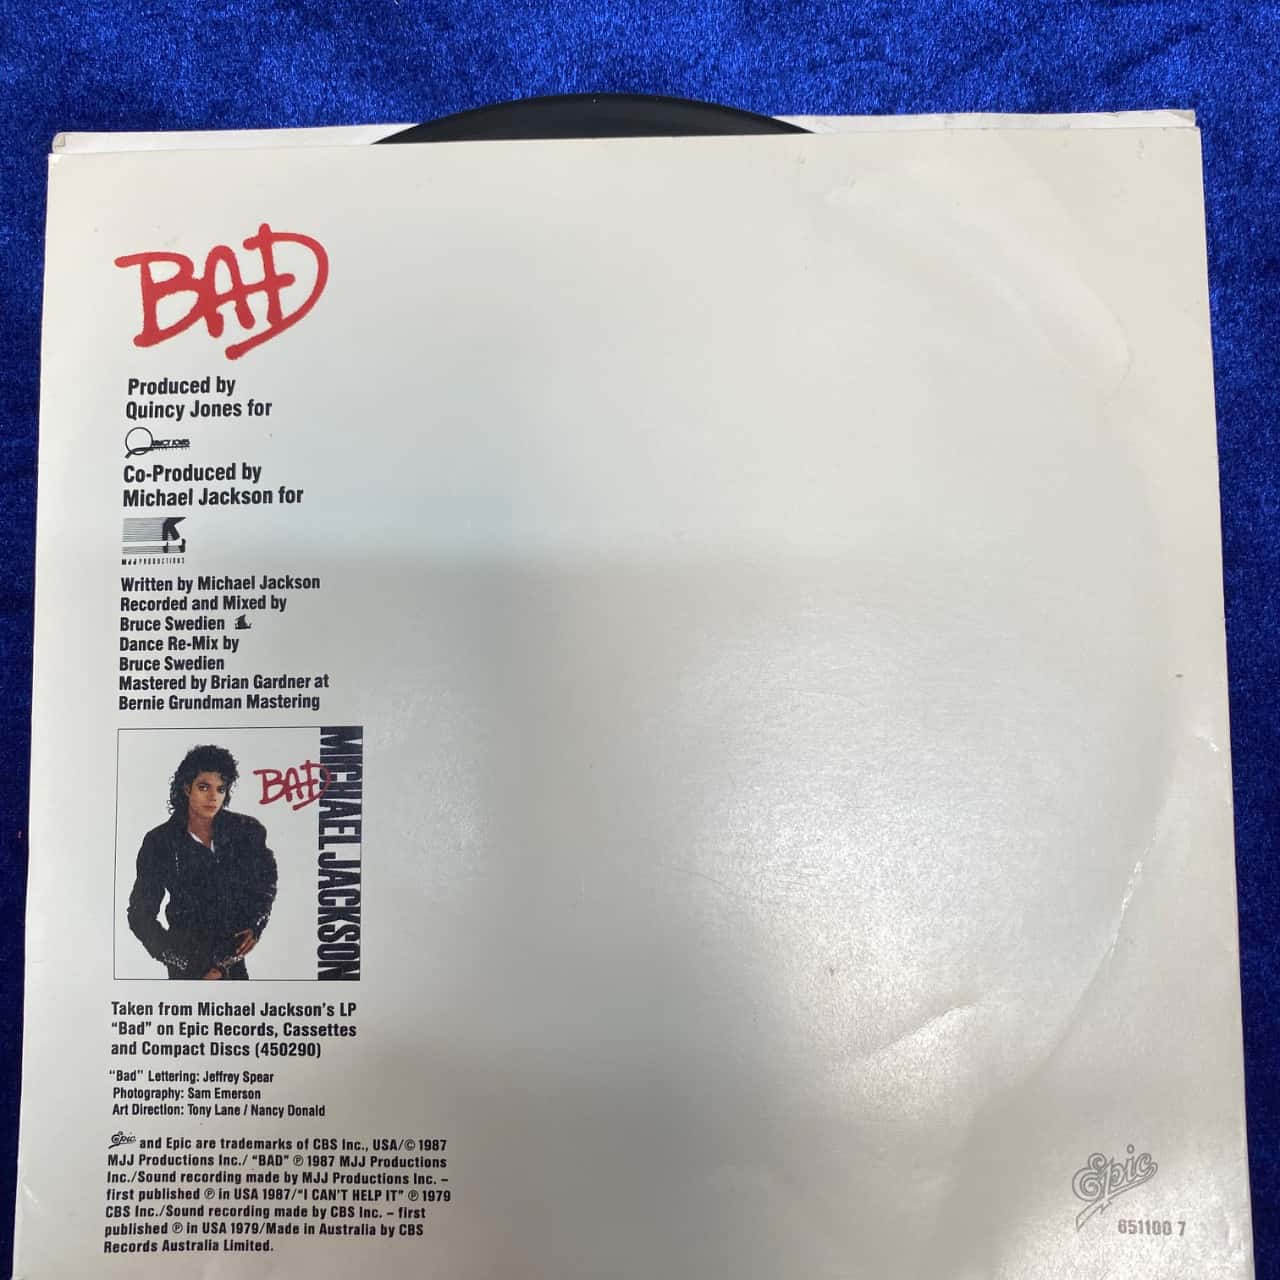 BAD
Produced by
Quincy Jones for
QUINCY JONES
Co-Produced by
Michael Jackson for
MJJ PRODUCTIONS
Written by Michael Jackson
Recorded and Mixed by
Bruce Swedien
Dance Re-Mix by
Bruce Swedien
Mastered by Brian Gardner at
Bernie Grundman Mastering
BAD
MICHAEL JACKSON
Taken from Michael Jackson's LP
"Bad" on Epic Records, Cassettes
and Compact Discs (450290)
"Bad" Lettering: Jeffrey Spear
Photography: Sam Emerson
Art Direction: Tony Lane / Nancy Donald
Epic and Epic are trademarks of CBS Inc., USA/© 1987
MJJ Productions Inc./ "BAD" ℗ 1987 MJJ Productions
Inc./Sound recording made by MJJ Productions Inc. –
first published ℗ in USA 1987/"I CAN'T HELP IT" ℗ 1979
CBS Inc./Sound recording made by CBS Inc. – first
published ℗ in USA 1979/Made in Australia by CBS
Records Australia Limited.
Epic
651100 7